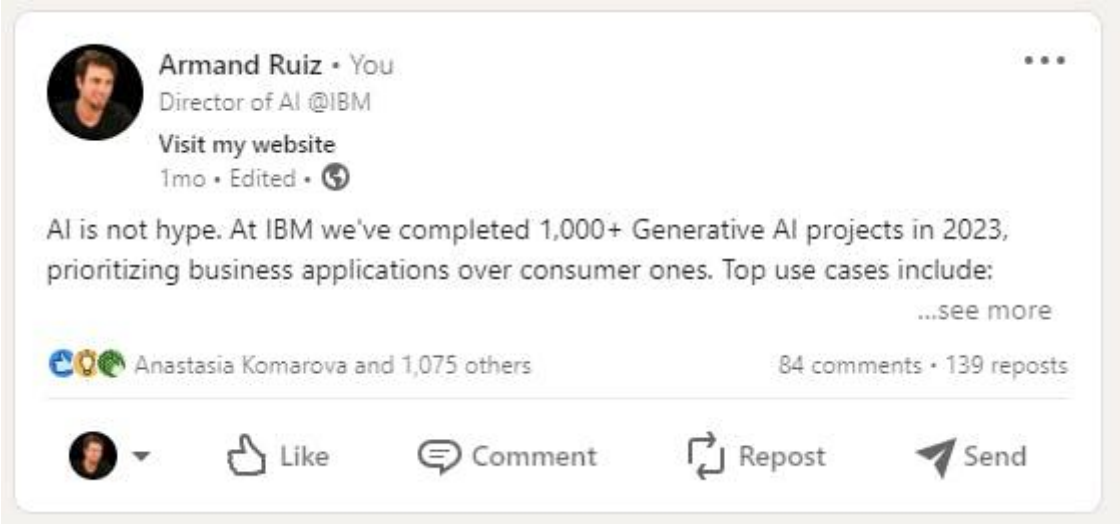 Armand Ruiz • You
Director of AI @IBM
Visit my website
1mo • Edited •
AI is not hype. At IBM we've completed 1,000+ Generative AI projects in 2023,
prioritizing business applications over consumer ones. Top use cases include:
...see more
Anastasia Komarova and 1,075 others 84 comments • 139 reposts
Like Comment Repost Send